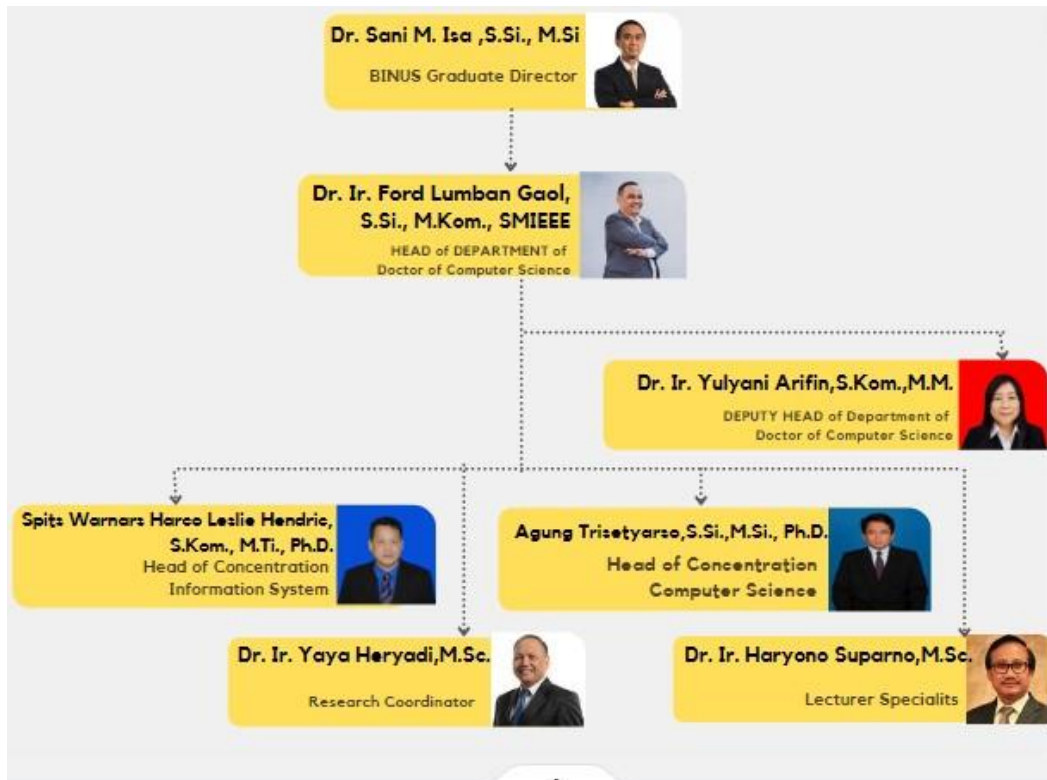 Dr. Sani M. Isa ,S.Si., M.Si
BINUS Graduate Director
Dr. Ir. Ford Lumban Gaol,
S.Si., M.Kom., SMIEEE
HEAD of DEPARTMENT of
Doctor of Computer Science
Dr. Ir. Yulyani Arifin,S.Kom.,M.M.
DEPUTY HEAD of Department of
Doctor of Computer Science
Spits Warnars Harco Leslie Hendric,
S.Kom., M.Ti., Ph.D.
Head of Concentration
Information System
Agung Trisetyarso,S.Si.,M.Si., Ph.D.
Head of Concentration
Computer Science
Dr. Ir. Yaya Heryadi,M.Sc.
Research Coordinator
Dr. Ir. Haryono Suparno,M.Sc.
Lecturer Specialits